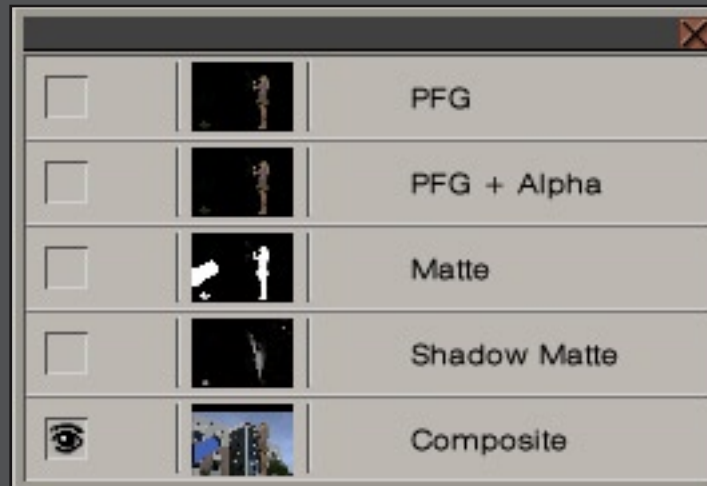 PFG
PFG + Alpha
Matte
Shadow Matte
Composite